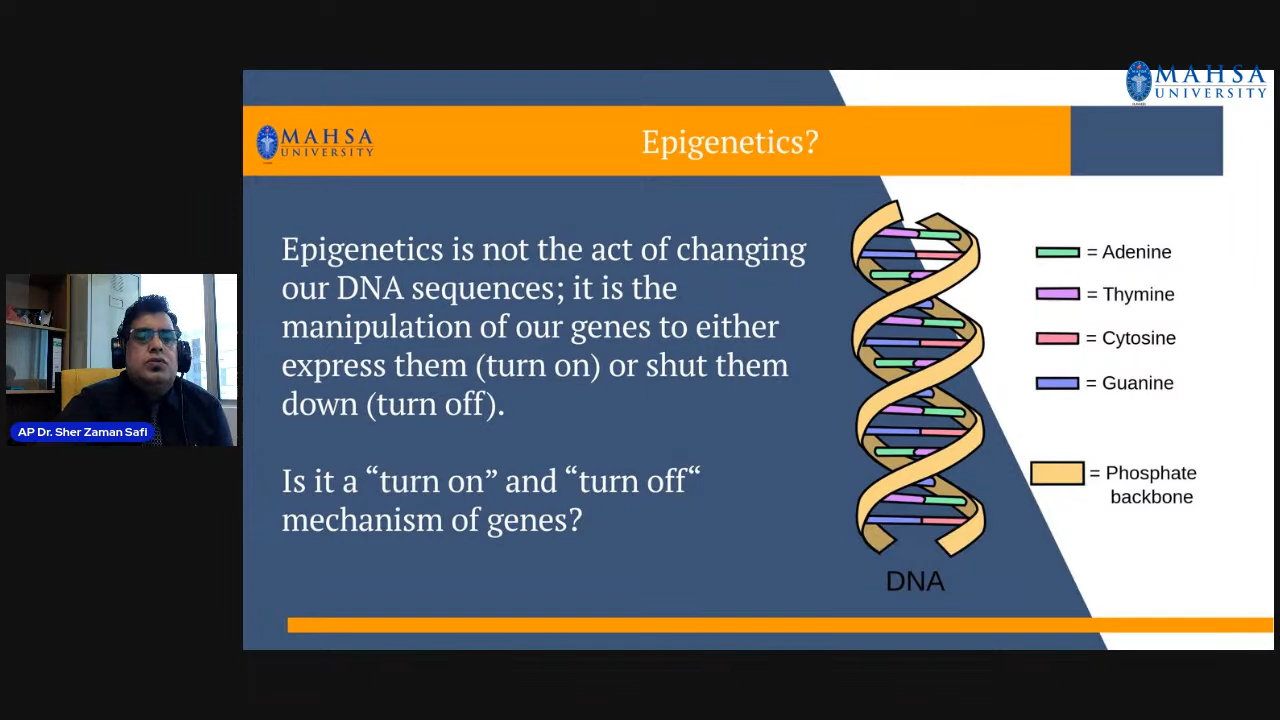 MAHSA
UNIVERSITY
MAHSA
UNIVERSITY
Epigenetics?
Epigenetics is not the act of changing
our DNA sequences; it is the
manipulation of our genes to either
express them (turn on) or shut them
down (turn off).
Is it a “turn on” and “turn off“
mechanism of genes?
= Adenine
= Thymine
= Cytosine
= Guanine
= Phosphate
backbone
DNA
AP Dr. Sher Zaman Safi